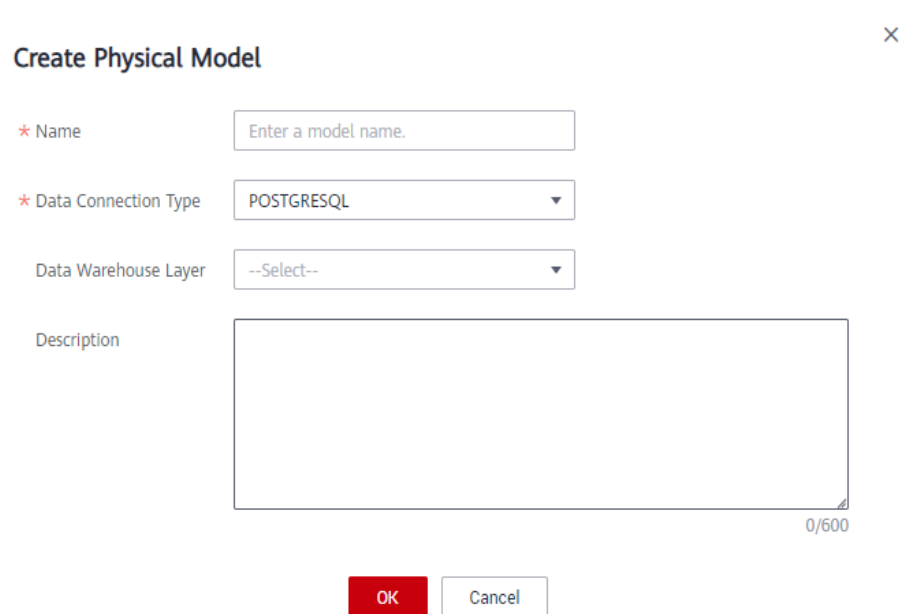 Create Physical Model
* Name Enter a model name.
* Data Connection Type POSTGRESQL
Data Warehouse Layer --Select--
Description
0/600
OK Cancel